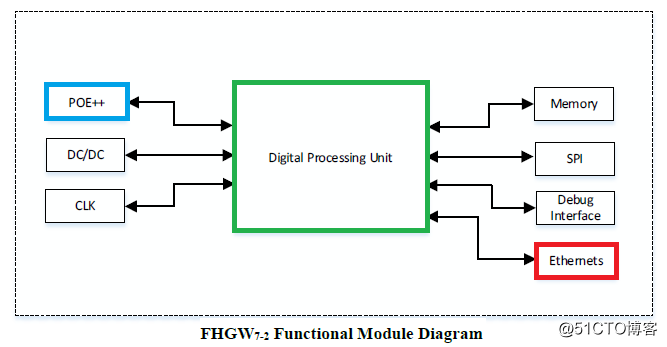 POE++
DC/DC
CLK
Digital Processing Unit
Memory
SPI
Debug
Interface
Ethernets
FHGW7-2 Functional Module Diagram
@51CTO博客